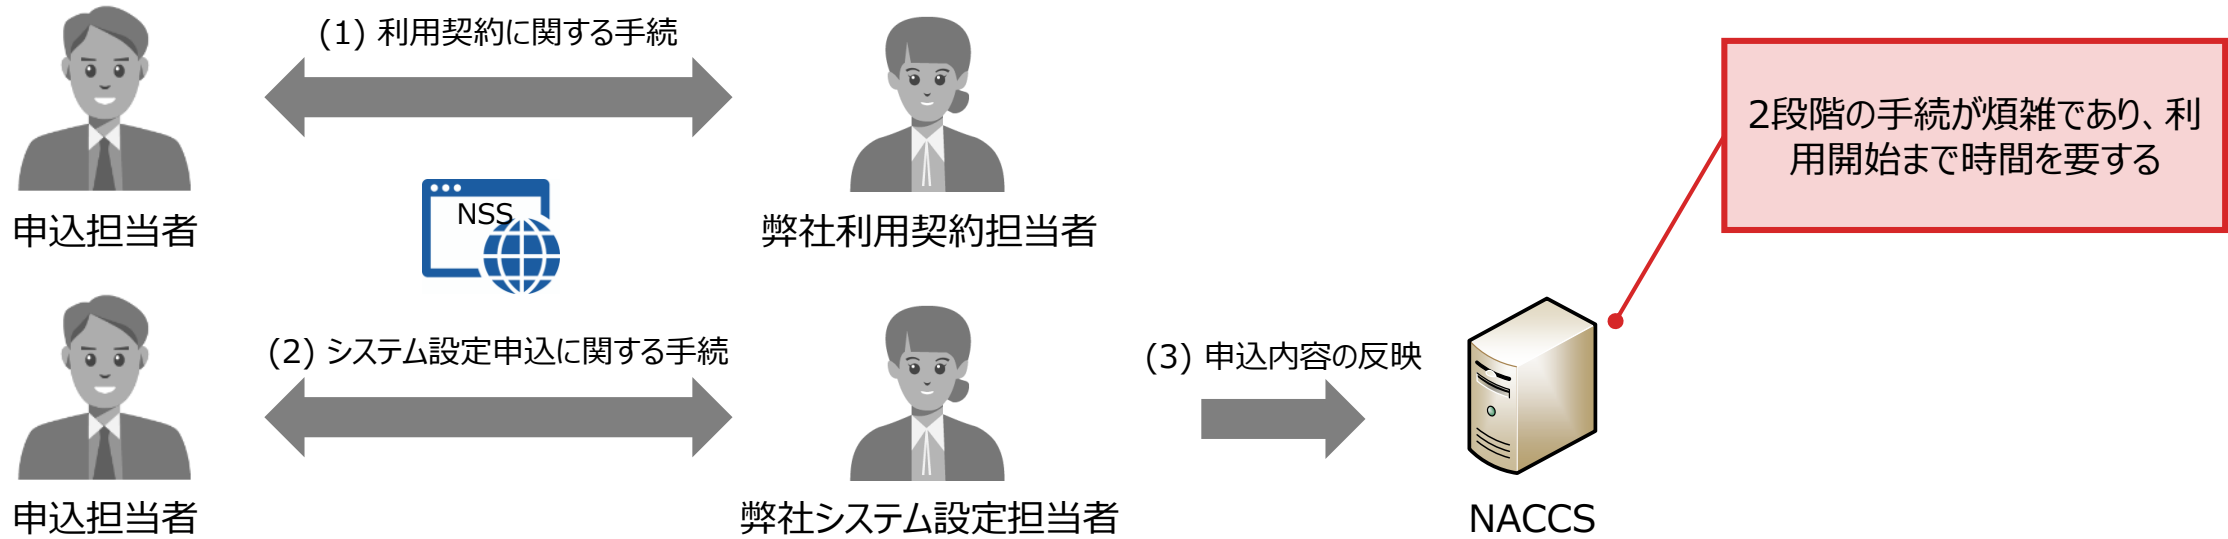 (1) 利用契約に関する手続
2段階の手続が煩雑であり、利
用開始まで時間を要する
NSS
申込担当者
弊社利用契約担当者
(2) システム設定申込に関する手続
(3) 申込内容の反映
申込担当者
弊社システム設定担当者
NACCS